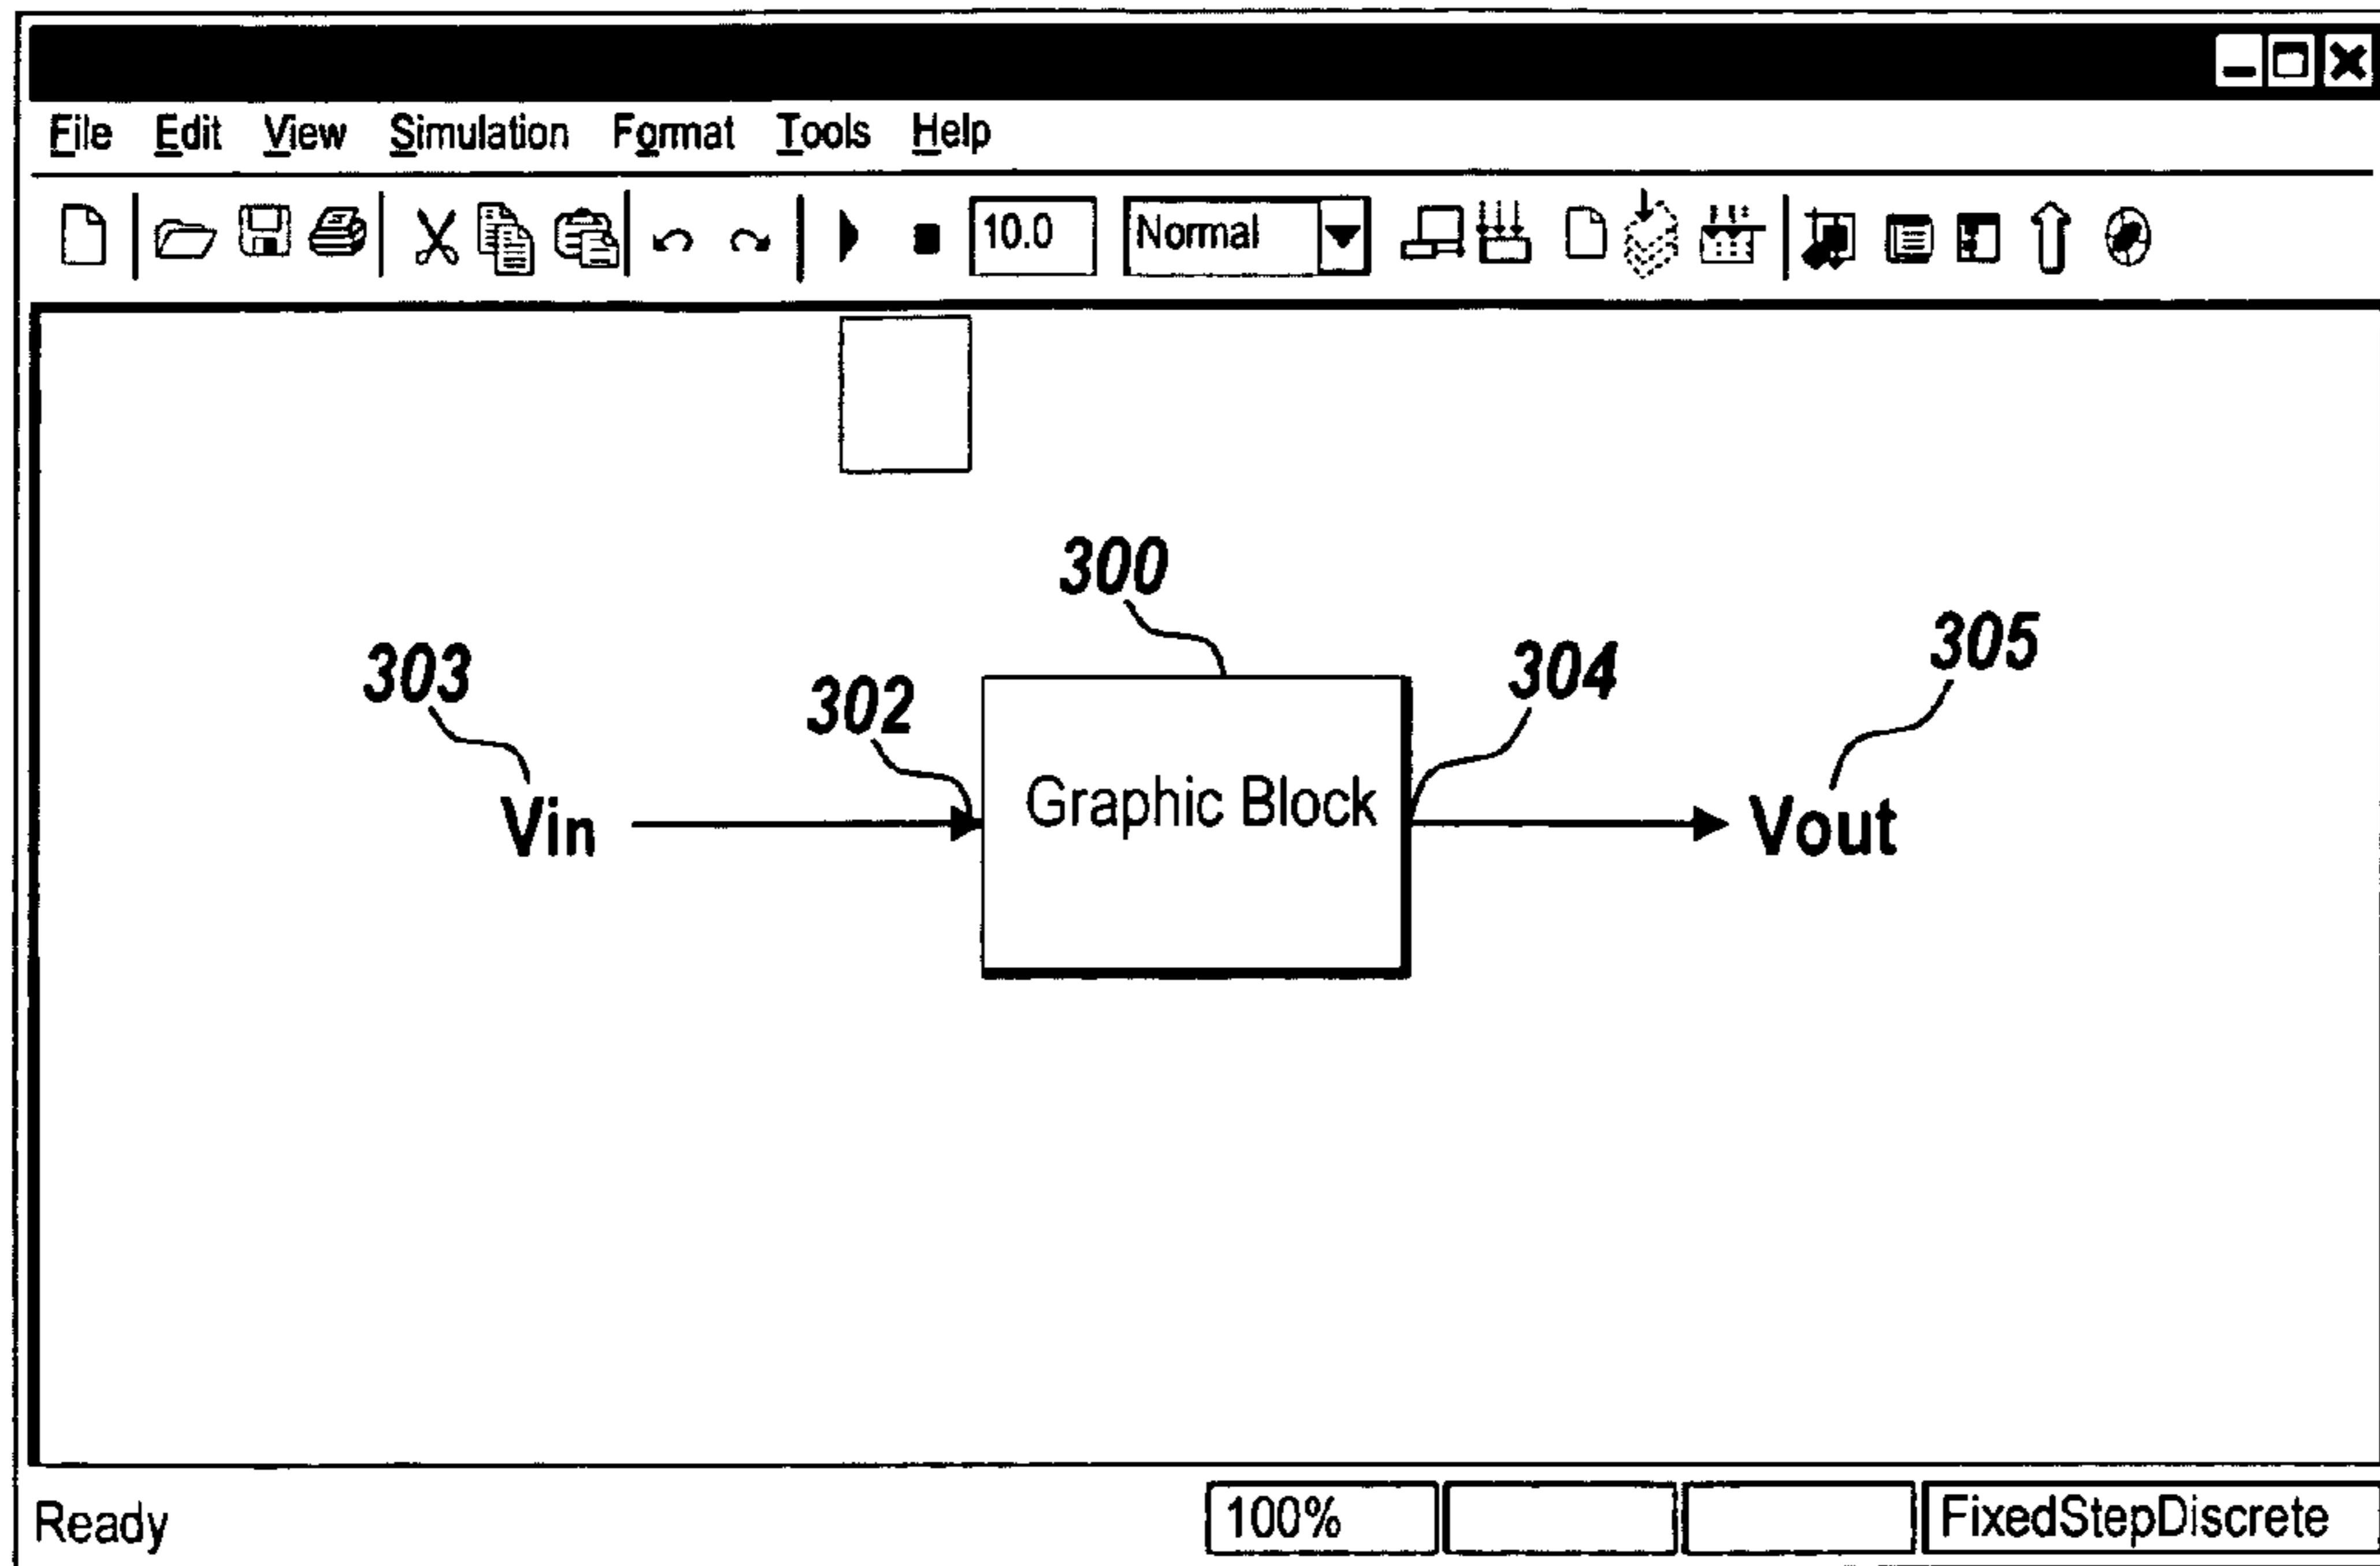 File Edit View Simulation Format Tools Help
10.0 Normal
300
303 302 304 305
Vin Graphic Block Vout
Ready 100% FixedStepDiscrete